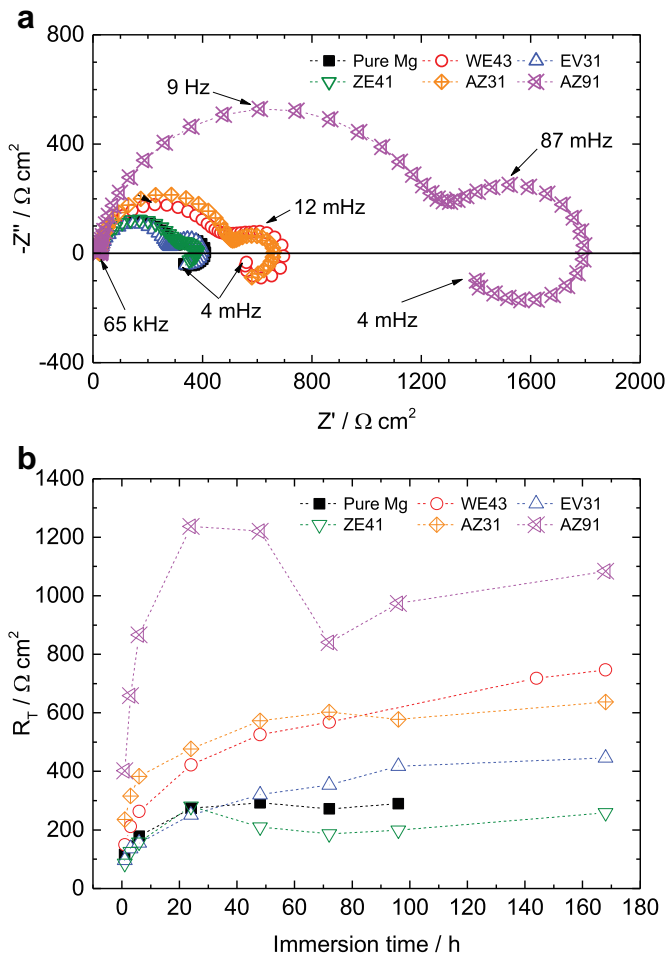 a
800
400
0
-400
-Z'' / Ω cm²
Pure Mg WE43 EV31
ZE41 AZ31 AZ91
9 Hz
87 mHz
12 mHz
4 mHz
65 kHz
4 mHz
0 400 800 1200 1600 2000
Z' / Ω cm²
b
1400
1200
1000
800
600
400
200
0
R_T / Ω cm²
Pure Mg WE43 EV31
ZE41 AZ31 AZ91
0 20 40 60 80 100 120 140 160 180
Immersion time / h